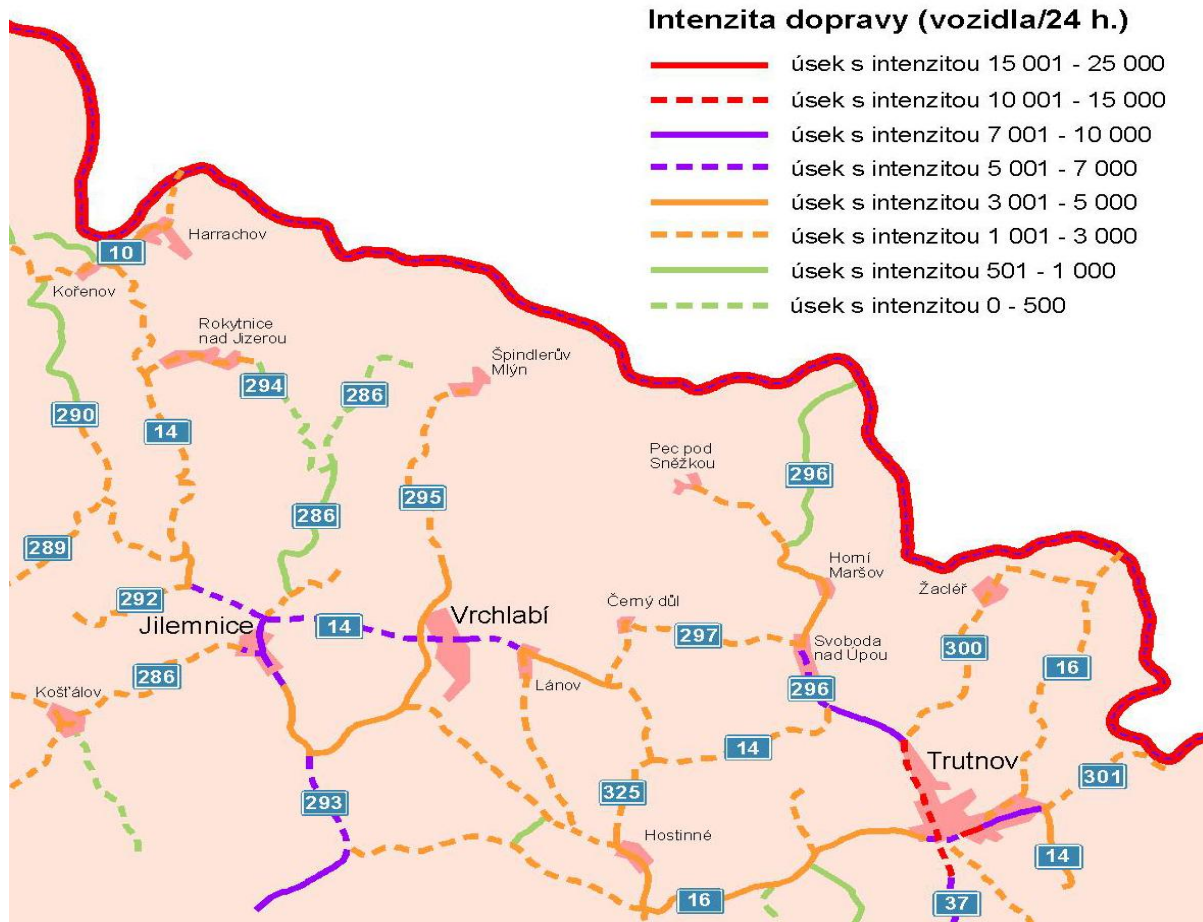 Intenzita dopravy (vozidla/24 h.)
úsek s intenzitou 15 001 - 25 000
úsek s intenzitou 10 001 - 15 000
úsek s intenzitou 7 001 - 10 000
úsek s intenzitou 5 001 - 7 000
úsek s intenzitou 3 001 - 5 000
úsek s intenzitou 1 001 - 3 000
úsek s intenzitou 501 - 1 000
úsek s intenzitou 0 - 500
Harrachov
10
Kořenov
Rokytnice
nad Jizerou
Špindlerův
Mlýn
294
286
290
14
Pec pod
Sněžkou
296
295
286
289
Horní
Maršov
Žacléř
292
Jilemnice
14
Vrchlabí
Černý důl
297
Svoboda
nad Úpou
300
16
286
Košťálov
Lánov
296
14
Trutnov
301
293
325
Hostinné
14
16
37